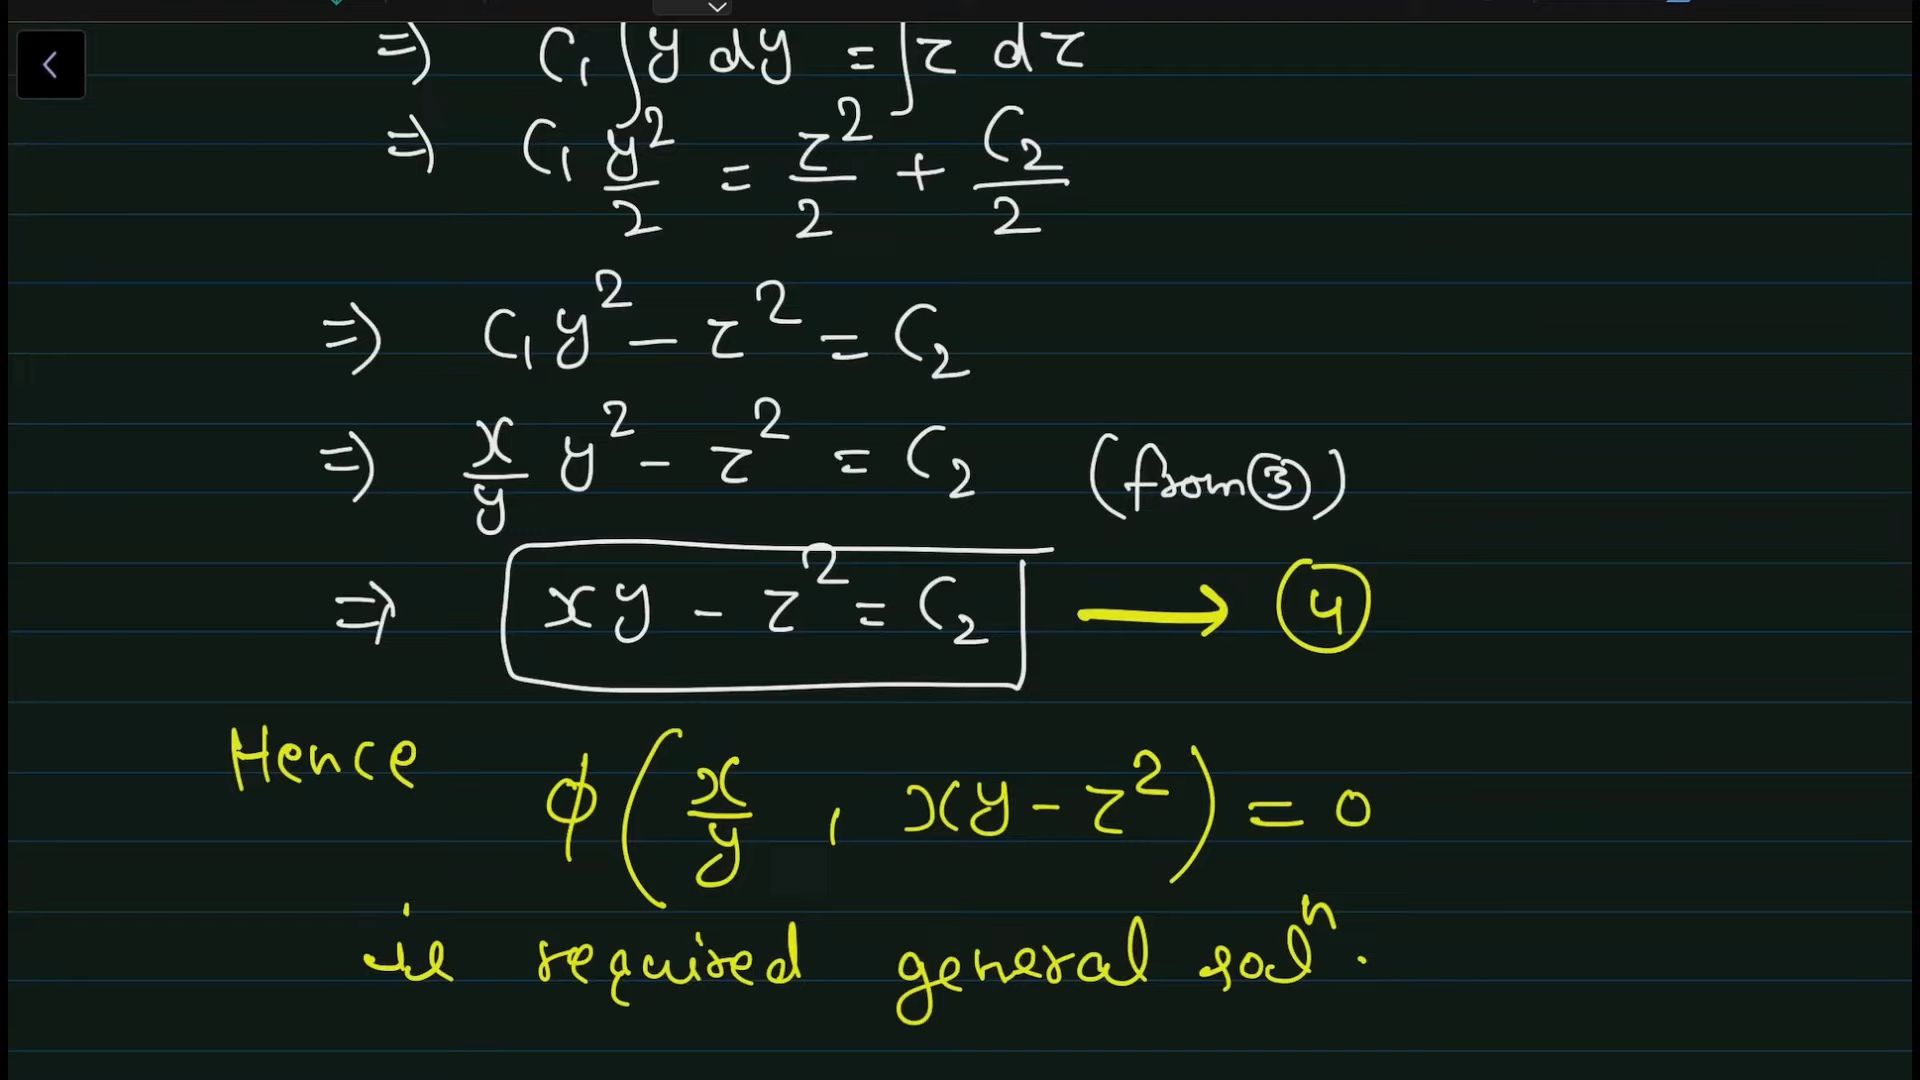 ⇒ C₁ ∫ y dy = ∫ z dz
⇒ C₁ y²/2 = z²/2 + C₂/2
⇒ C₁y² - z² = C₂
⇒ x/y y² - z² = C₂ (from ③)
⇒ xy - z² = C₂ → ④
Hence ϕ(x/y , xy - z²) = 0
is required general solⁿ.